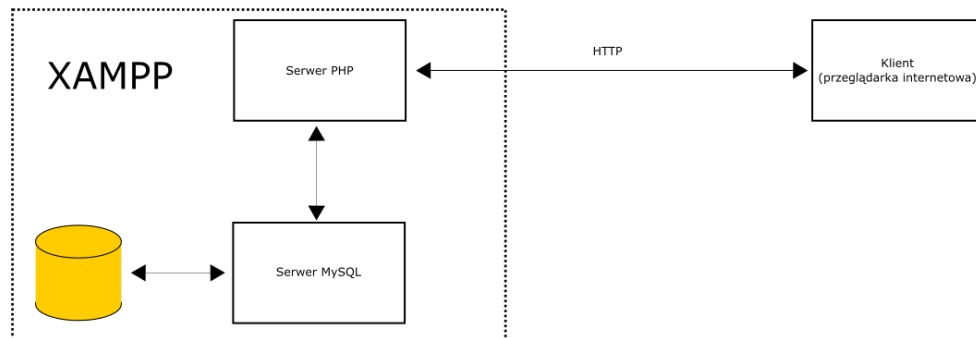 XAMPP
Serwer PHP
HTTP
Klient
(przeglądarka internetowa)
Serwer MySQL